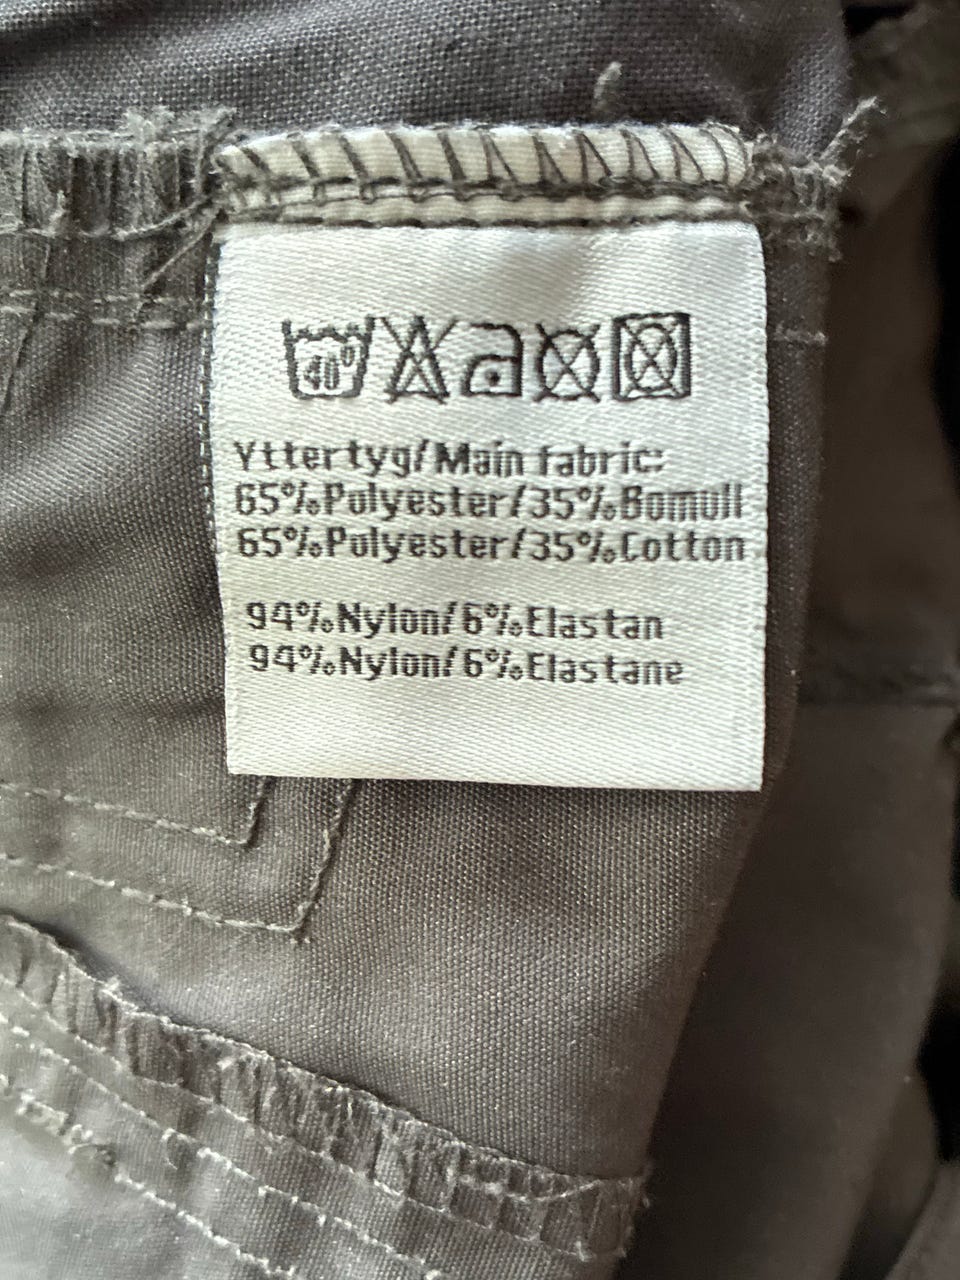 40°
Yttertyg/Main fabric:
65%Polyester/35%Bomull
65%Polyester/35%Cotton
94%Nylon/6%Elastan
94%Nylon/6%Elastane